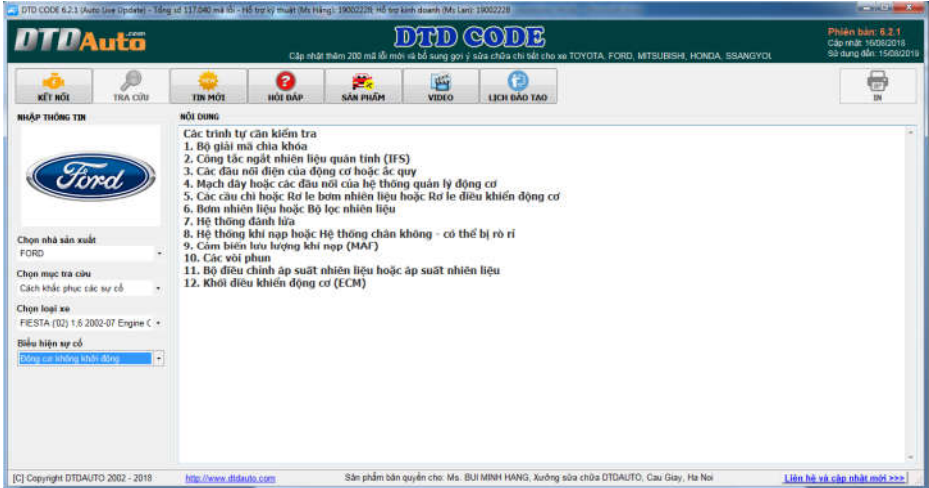 DTD CODE 6.2.1 (Auto Live Update) - Tổng số 117.040 mã lỗi - Hỗ trợ kỹ thuật (Ms Hằng): 19002228; Hỗ trợ kinh doanh (Ms Lan): 19002228
DTDAuto.com
DTD CODE
Phiên bản: 6.2.1
Cập nhật: 16/08/2018
Sử dụng đến: 15/08/2019
Cập nhật thêm 200 mã lỗi mới và bổ sung gợi ý sửa chữa chi tiết cho xe TOYOTA, FORD, MITSUBISHI, HONDA, SSANGYOL
KẾT NỐI
TRA CỨU
TIN MỚI
HỎI ĐÁP
SẢN PHẨM
VIDEO
LỊCH ĐÀO TẠO
IN
NHẬP THÔNG TIN
NỘI DUNG
Ford
Các trình tự cần kiểm tra
1. Bộ giải mã chìa khóa
2. Công tắc ngắt nhiên liệu quán tính (IFS)
3. Các đầu nối điện của động cơ hoặc ắc quy
4. Mạch dây hoặc các đầu nối của hệ thống quản lý động cơ
5. Các cầu chì hoặc Rơ le bơm nhiên liệu hoặc Rơ le điều khiển động cơ
6. Bơm nhiên liệu hoặc Bộ lọc nhiên liệu
7. Hệ thống đánh lửa
8. Hệ thống khí nạp hoặc Hệ thống chân không - có thể bị rò rỉ
9. Cảm biến lưu lượng khí nạp (MAF)
10. Các vòi phun
11. Bộ điều chỉnh áp suất nhiên liệu hoặc áp suất nhiên liệu
12. Khối điều khiển động cơ (ECM)
Chọn nhà sản xuất
FORD
Chọn mục tra cứu
Cách khắc phục các sự cố
Chọn loại xe
FIESTA ('02) 1,6 2002-07 Engine C
Biểu hiện sự cố
Động cơ không khởi động
[C] Copyright DTDAUTO 2002 - 2018
http://www.dtdauto.com
Sản phẩm bản quyền cho: Ms. BUI MINH HANG, Xưởng sửa chữa DTDAUTO, Cau Giay, Ha Noi
Liên hệ và cập nhật mới >>>